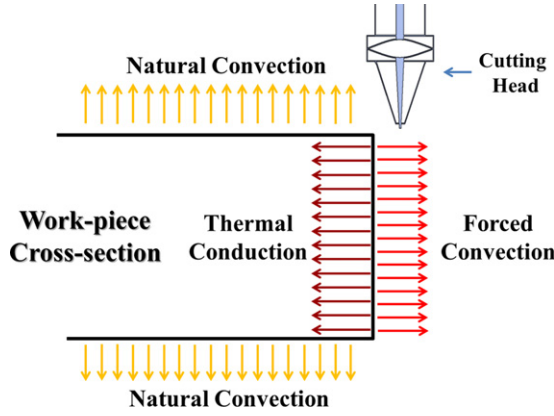 Natural Convection
Cutting
Head
Work-piece
Cross-section
Thermal
Conduction
Forced
Convection
Natural Convection